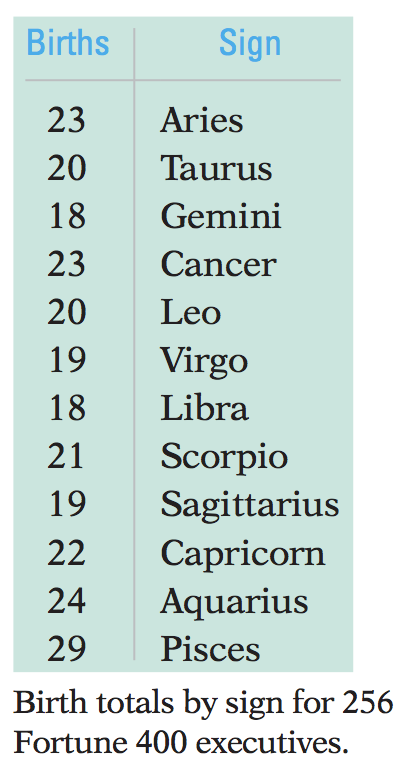 Births Sign
23 Aries
20 Taurus
18 Gemini
23 Cancer
20 Leo
19 Virgo
18 Libra
21 Scorpio
19 Sagittarius
22 Capricorn
24 Aquarius
29 Pisces
Birth totals by sign for 256
Fortune 400 executives.